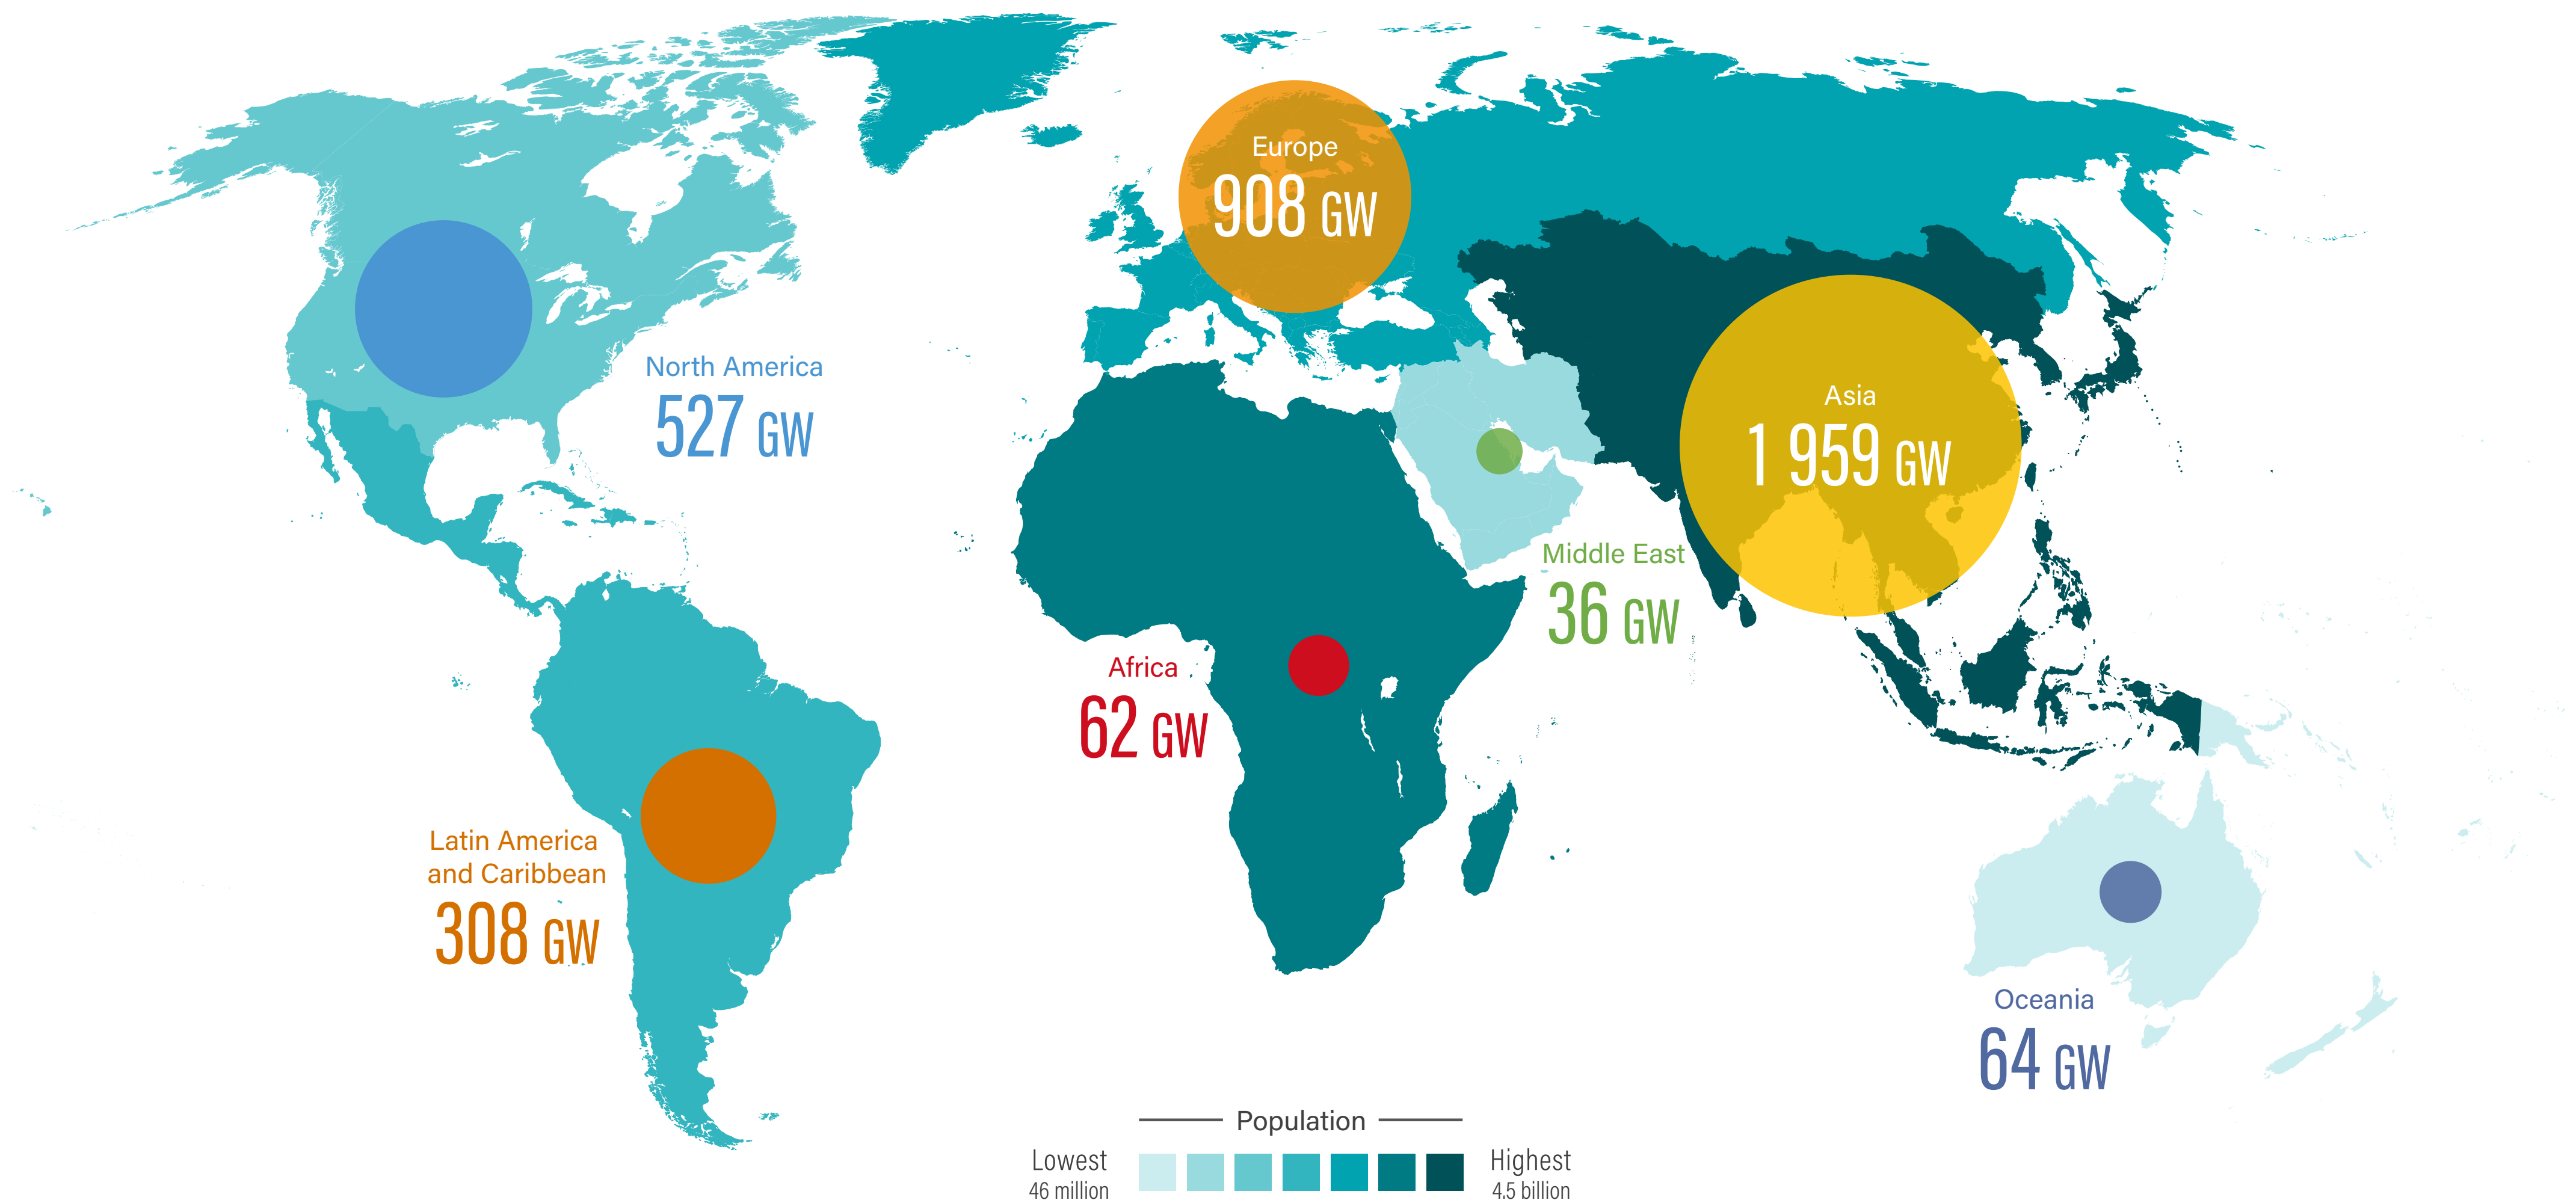 Europe
908 GW
North America
527 GW
Asia
1 959 GW
Middle East
36 GW
Africa
62 GW
Latin America
and Caribbean
308 GW
Oceania
64 GW
Population
Lowest
46 million
Highest
4.5 billion